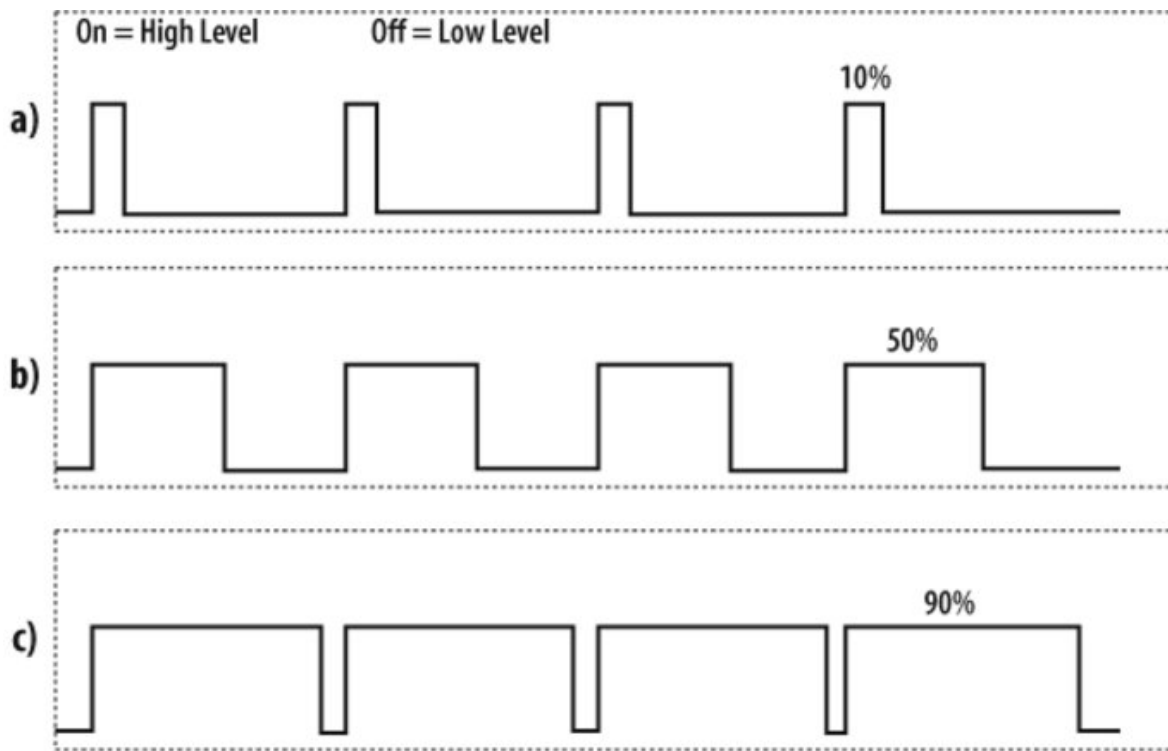 On = High Level Off = Low Level
a) 10%
b) 50%
c) 90%